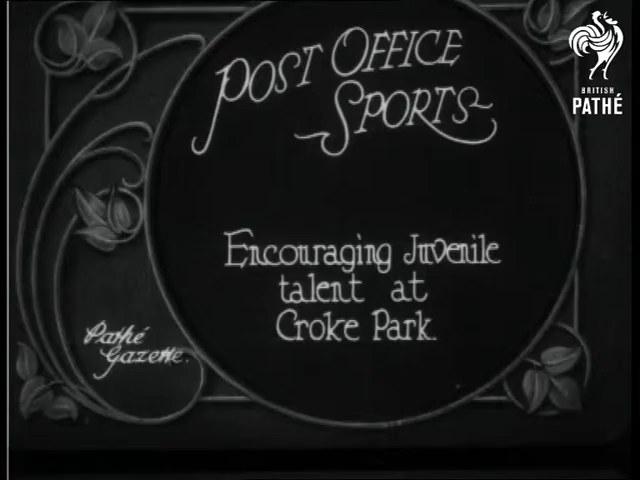 POST OFFICE
SPORTS
BRITISH
PATHÉ
Encouraging Juvenile
talent at
Croke Park.
Pathé
Gazette.